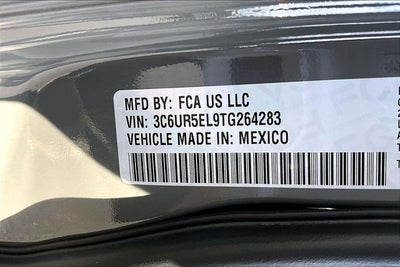 MFD BY: FCA US LLC
VIN: 3C6UR5EL9TG264283
VEHICLE MADE IN MEXICO